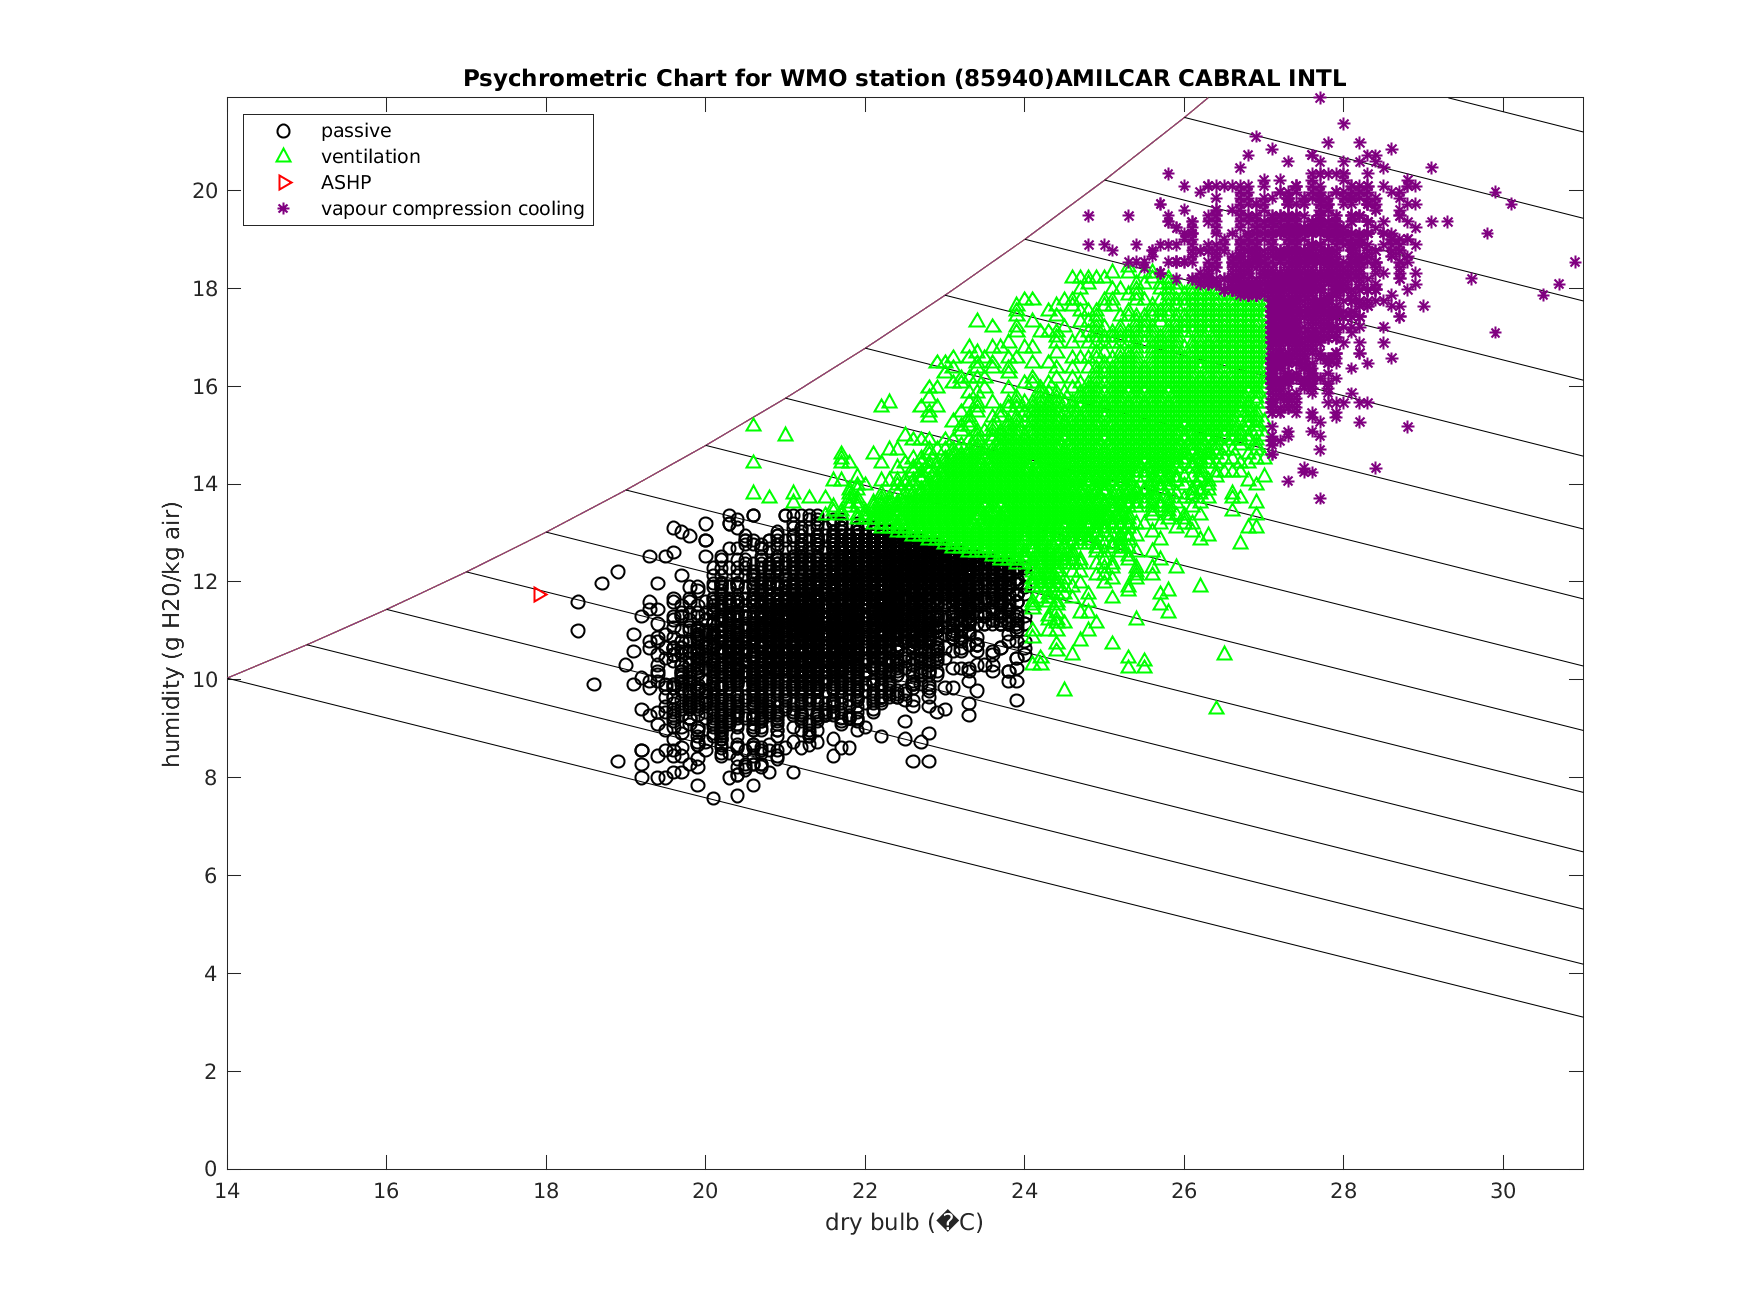 Psychrometric Chart for WMO station (85940)AMILCAR CABRAL INTL
passive
ventilation
ASHP
vapour compression cooling
humidity (g H20/kg air)
20
18
16
14
12
10
8
6
4
2
0
14 16 18 20 22 24 26 28 30
dry bulb (�C)